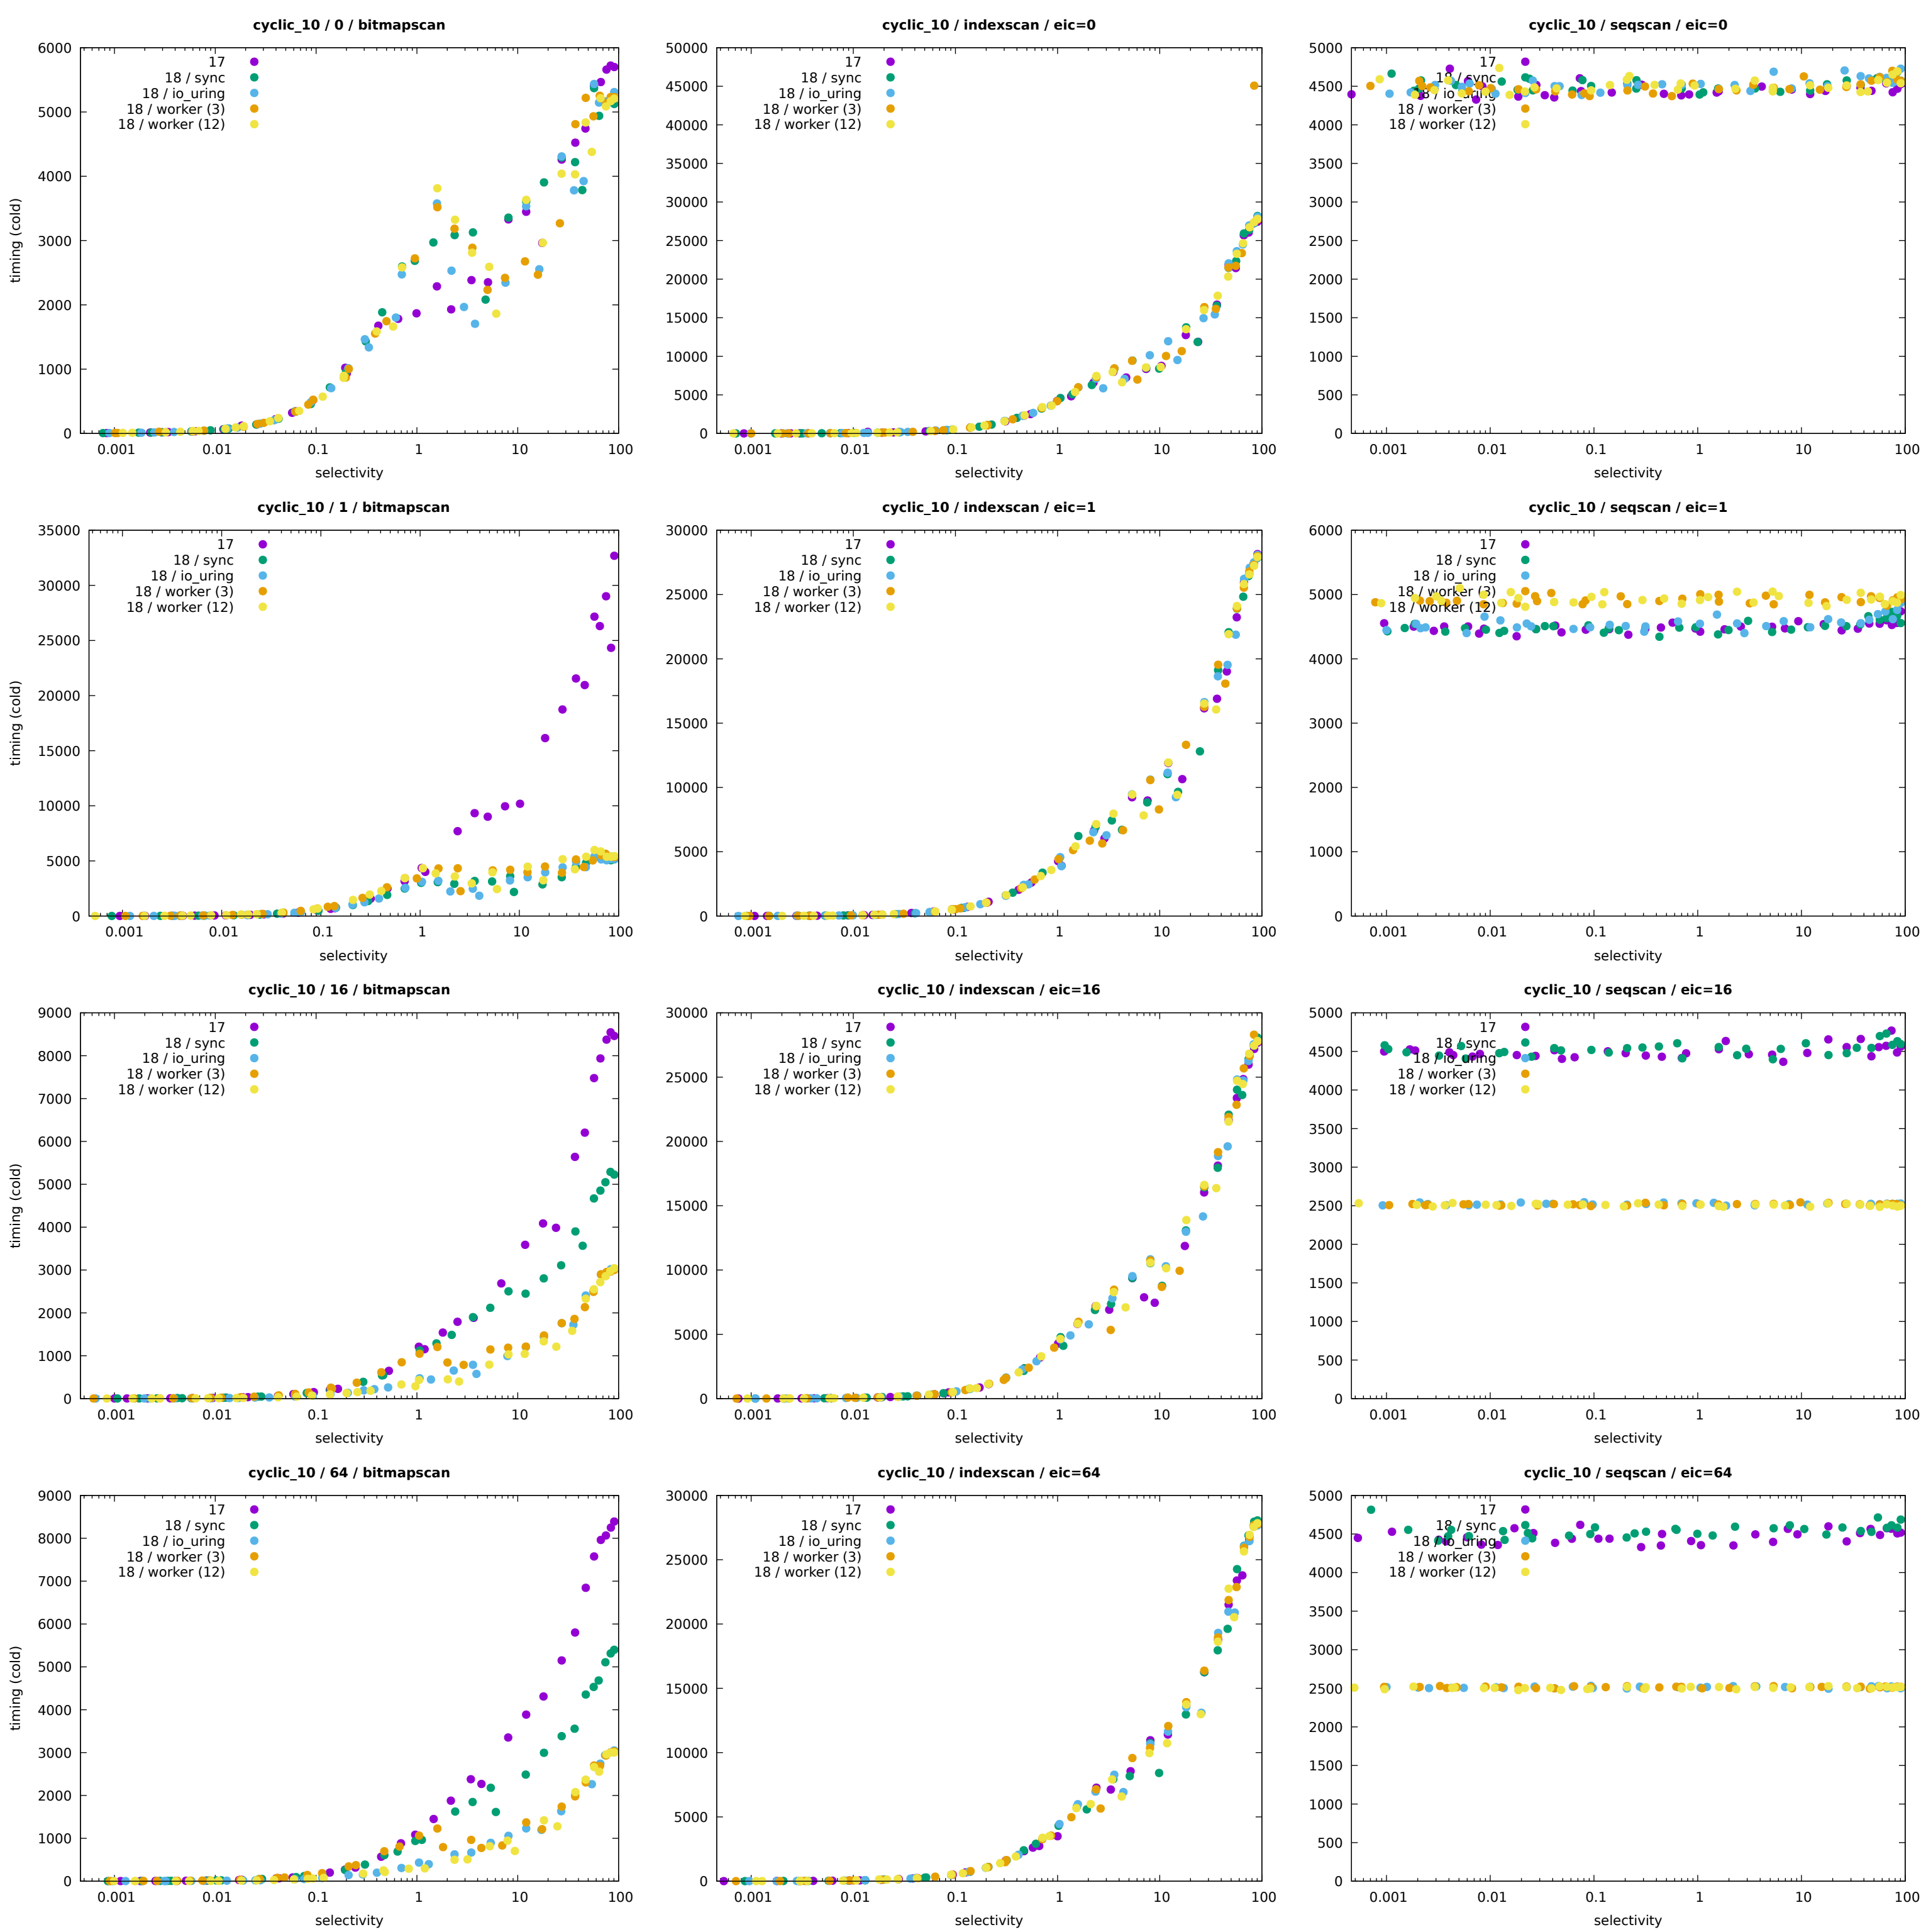 cyclic_10 / 0 / bitmapscan
timing (cold)
6000
5000
4000
3000
2000
1000
0
17
18 / sync
18 / io_uring
18 / worker (3)
18 / worker (12)
0.001 0.01 0.1 1 10 100
selectivity
cyclic_10 / indexscan / eic=0
50000
45000
40000
35000
30000
25000
20000
15000
10000
5000
0
17
18 / sync
18 / io_uring
18 / worker (3)
18 / worker (12)
0.001 0.01 0.1 1 10 100
selectivity
cyclic_10 / seqscan / eic=0
5000
4500
4000
3500
3000
2500
2000
1500
1000
500
0
17
18 / sync
18 / io_uring
18 / worker (3)
18 / worker (12)
0.001 0.01 0.1 1 10 100
selectivity
cyclic_10 / 1 / bitmapscan
timing (cold)
35000
30000
25000
20000
15000
10000
5000
0
17
18 / sync
18 / io_uring
18 / worker (3)
18 / worker (12)
0.001 0.01 0.1 1 10 100
selectivity
cyclic_10 / indexscan / eic=1
30000
25000
20000
15000
10000
5000
0
17
18 / sync
18 / io_uring
18 / worker (3)
18 / worker (12)
0.001 0.01 0.1 1 10 100
selectivity
cyclic_10 / seqscan / eic=1
6000
5000
4000
3000
2000
1000
0
17
18 / sync
18 / io_uring
18 / worker (3)
18 / worker (12)
0.001 0.01 0.1 1 10 100
selectivity
cyclic_10 / 16 / bitmapscan
timing (cold)
9000
8000
7000
6000
5000
4000
3000
2000
1000
0
17
18 / sync
18 / io_uring
18 / worker (3)
18 / worker (12)
0.001 0.01 0.1 1 10 100
selectivity
cyclic_10 / indexscan / eic=16
30000
25000
20000
15000
10000
5000
0
17
18 / sync
18 / io_uring
18 / worker (3)
18 / worker (12)
0.001 0.01 0.1 1 10 100
selectivity
cyclic_10 / seqscan / eic=16
5000
4500
4000
3500
3000
2500
2000
1500
1000
500
0
17
18 / sync
18 / io_uring
18 / worker (3)
18 / worker (12)
0.001 0.01 0.1 1 10 100
selectivity
cyclic_10 / 64 / bitmapscan
timing (cold)
9000
8000
7000
6000
5000
4000
3000
2000
1000
0
17
18 / sync
18 / io_uring
18 / worker (3)
18 / worker (12)
0.001 0.01 0.1 1 10 100
selectivity
cyclic_10 / indexscan / eic=64
30000
25000
20000
15000
10000
5000
0
17
18 / sync
18 / io_uring
18 / worker (3)
18 / worker (12)
0.001 0.01 0.1 1 10 100
selectivity
cyclic_10 / seqscan / eic=64
5000
4500
4000
3500
3000
2500
2000
1500
1000
500
0
17
18 / sync
18 / io_uring
18 / worker (3)
18 / worker (12)
0.001 0.01 0.1 1 10 100
selectivity